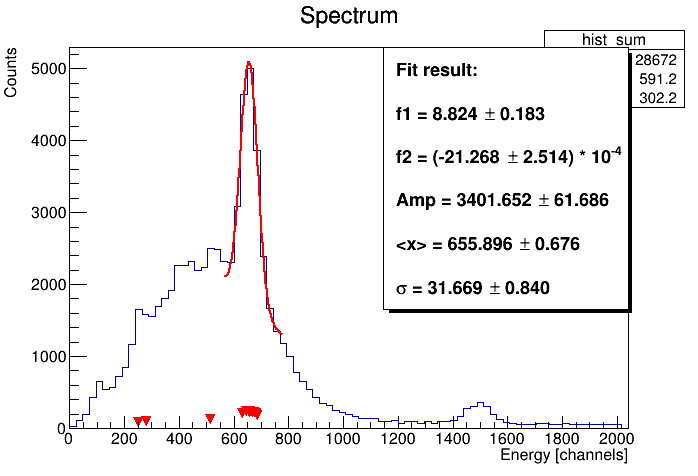 Spectrum
hist_sum
28672
591.2
302.2
Counts
Fit result:
f1 = 8.824 ± 0.183
f2 = (-21.268 ± 2.514) * 10^-4
Amp = 3401.652 ± 61.686
<x> = 655.896 ± 0.676
σ = 31.669 ± 0.840
5000
4000
3000
2000
1000
0
0 200 400 600 800 1000 1200 1400 1600 1800 2000
Energy [channels]